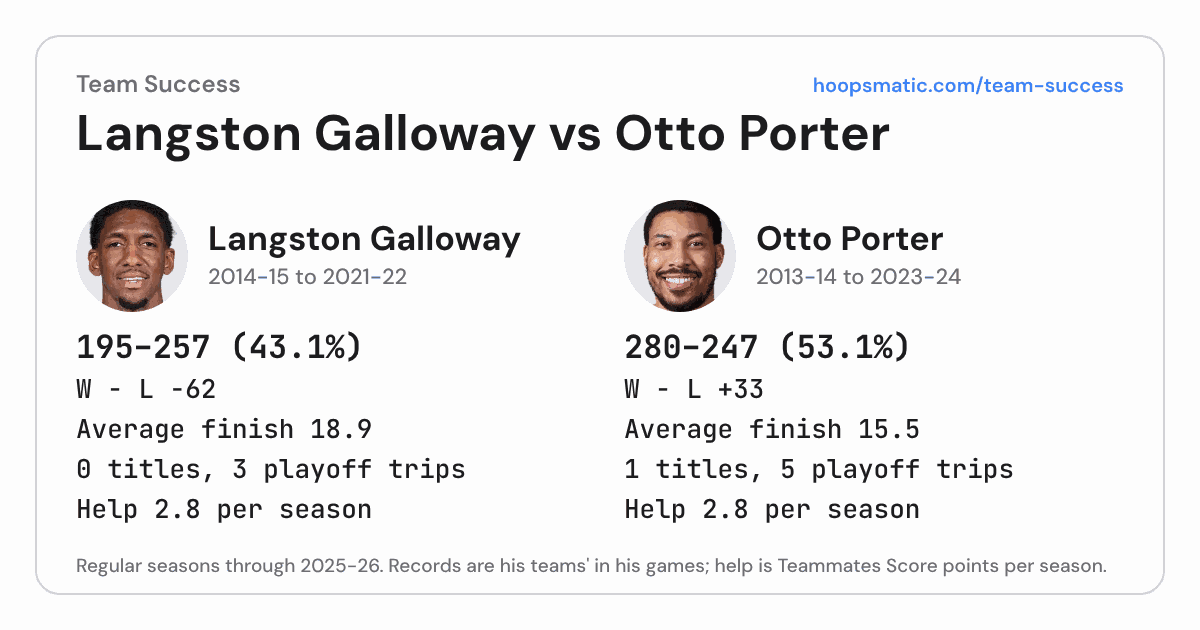 Team Success
hoopsmatic.com/team-success
Langston Galloway vs Otto Porter
Langston Galloway
2014-15 to 2021-22
195-257 (43.1%)
W - L -62
Average finish 18.9
0 titles, 3 playoff trips
Help 2.8 per season
Otto Porter
2013-14 to 2023-24
280-247 (53.1%)
W - L +33
Average finish 15.5
1 titles, 5 playoff trips
Help 2.8 per season
Regular seasons through 2025-26. Records are his teams' in his games; help is Teammates Score points per season.